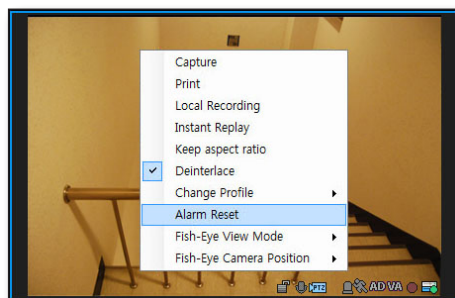 Capture
Print
Local Recording
Instant Replay
Keep aspect ratio
Deinterlace
Change Profile
Alarm Reset
Fish-Eye View Mode
Fish-Eye Camera Position
PTZ AD VA